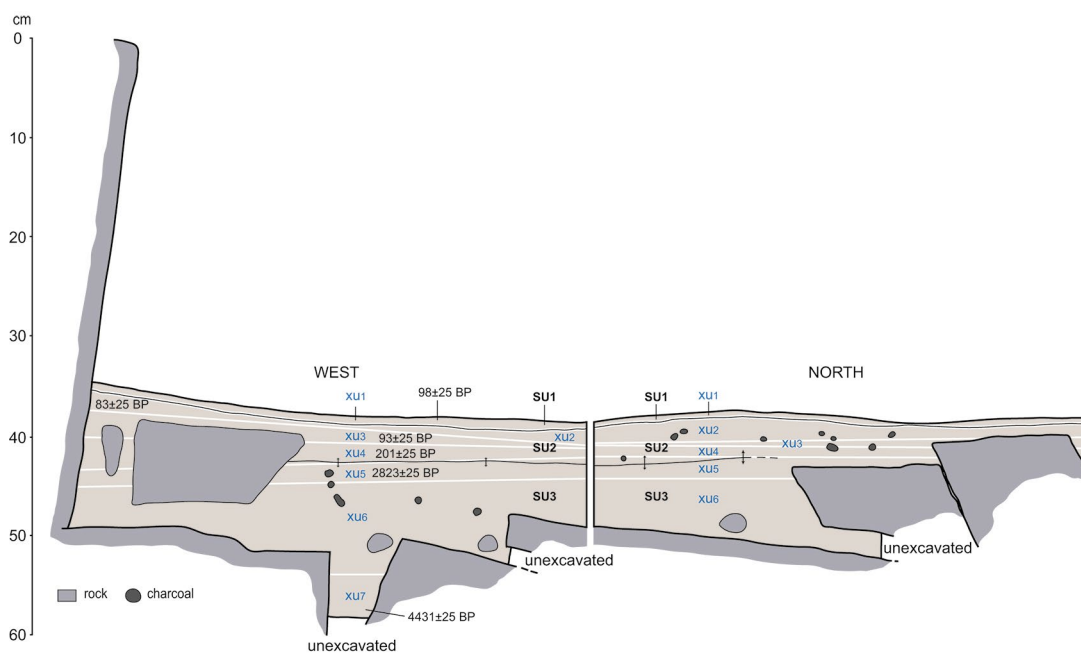 cm
0
10
20
30
40
50
60
WEST
NORTH
xu1
98±25 BP
SU1
SU1
xu1
83±25 BP
xu3
93±25 BP
xu2
SU2
xu4
201±25 BP
xu5
2823±25 BP
SU3
xu6
xu7
4431±25 BP
unexcavated
unexcavated
xu2
SU2
xu3
xu4
xu5
SU3
xu6
unexcavated
rock
charcoal